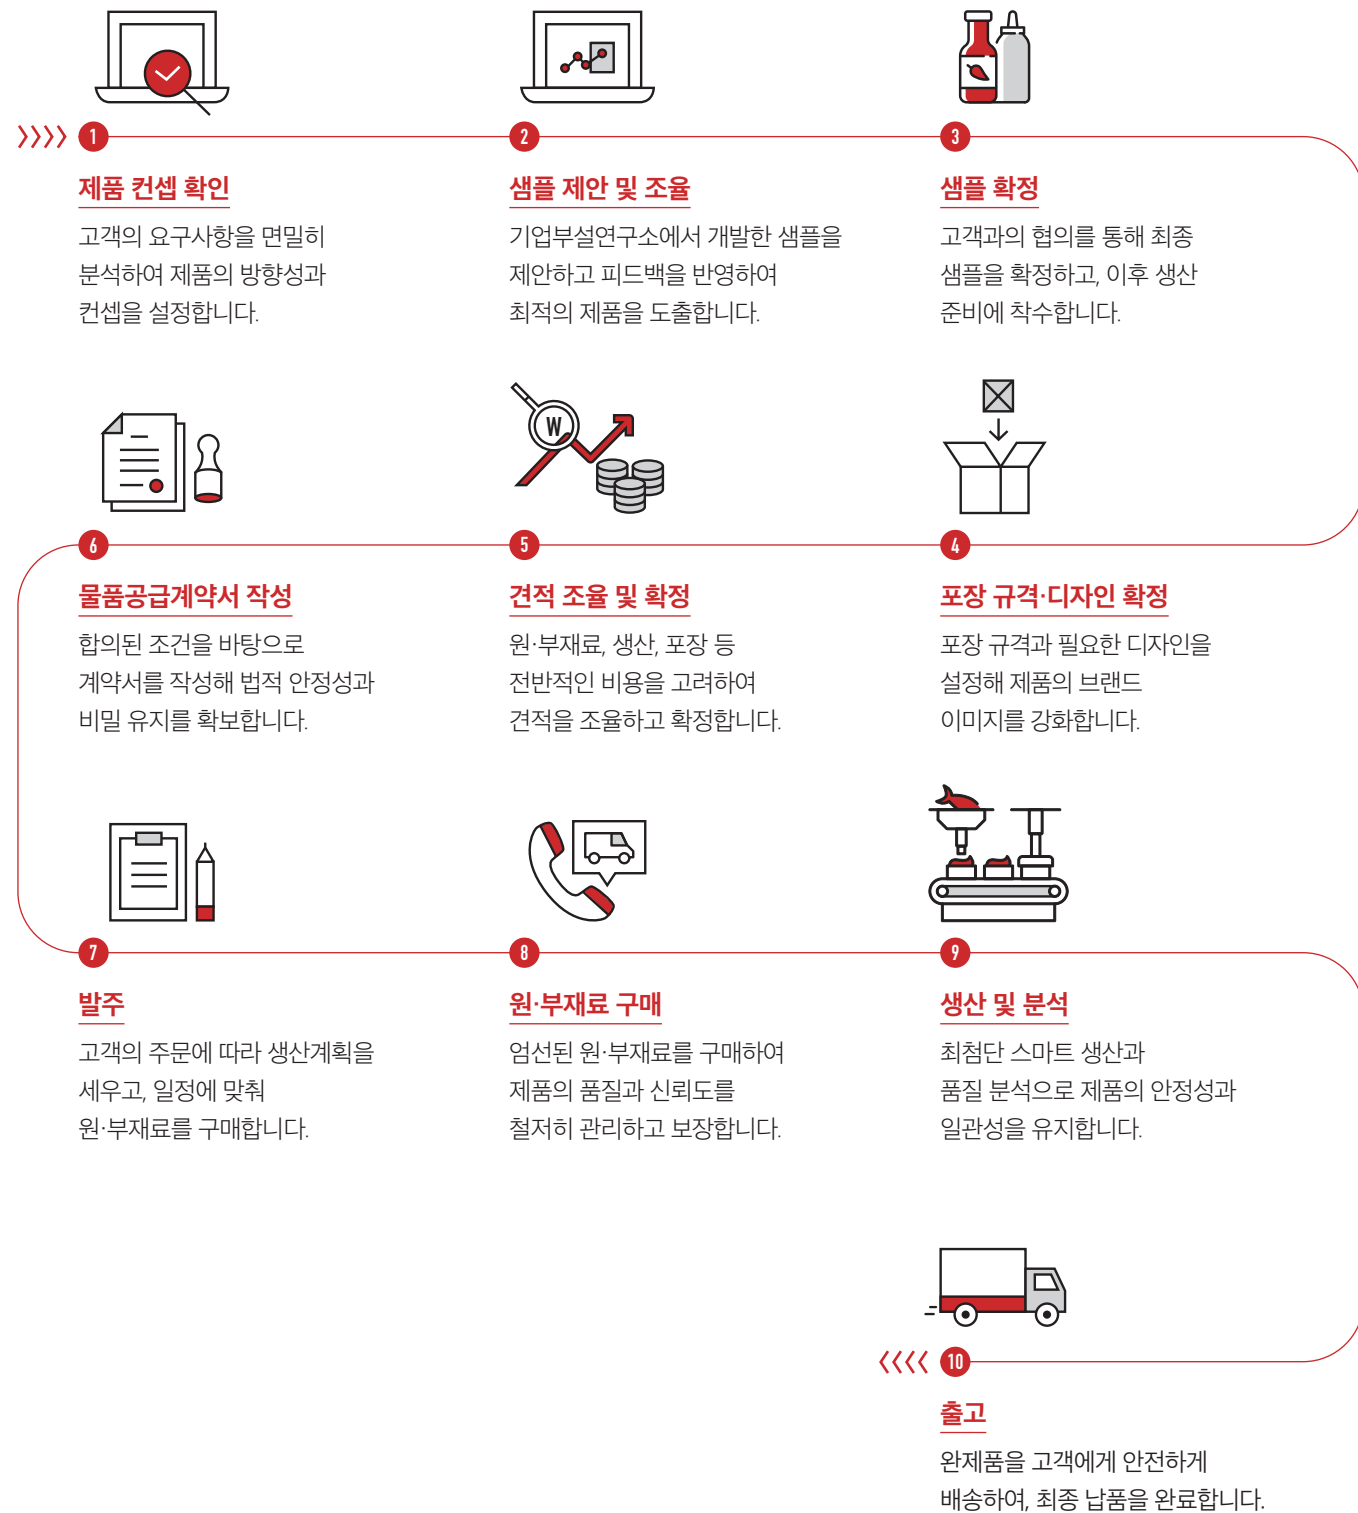 1
제품 컨셉 확인
고객의 요구사항을 면밀히
분석하여 제품의 방향성과
컨셉을 설정합니다.
2
샘플 제안 및 조율
기업부설연구소에서 개발한 샘플을
제안하고 피드백을 반영하여
최적의 제품을 도출합니다.
3
샘플 확정
고객과의 협의를 통해 최종
샘플을 확정하고, 이후 생산
준비에 착수합니다.
4
포장 규격·디자인 확정
포장 규격과 필요한 디자인을
설정해 제품의 브랜드
이미지를 강화합니다.
W
5
견적 조율 및 확정
원·부재료, 생산, 포장 등
전반적인 비용을 고려하여
견적을 조율하고 확정합니다.
6
물품공급계약서 작성
합의된 조건을 바탕으로
계약서를 작성해 법적 안정성과
비밀 유지를 확보합니다.
7
발주
고객의 주문에 따라 생산계획을
세우고, 일정에 맞춰
원·부재료를 구매합니다.
8
원·부재료 구매
엄선된 원·부재료를 구매하여
제품의 품질과 신뢰도를
철저히 관리하고 보장합니다.
9
생산 및 분석
최첨단 스마트 생산과
품질 분석으로 제품의 안정성과
일관성을 유지합니다.
10
출고
완제품을 고객에게 안전하게
배송하여, 최종 납품을 완료합니다.